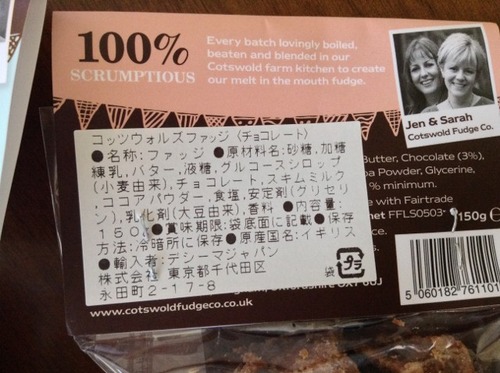 100%
SCRUMPTIOUS
Every batch lovingly boiled,
beaten and blended in our
Cotswold farm kitchen to create
our melt in the mouth fudge.
Jen & Sarah
Cotswold Fudge Co.
コッツウォルズファッジ(チョコレート)
●名称:ファッジ●原材料名:砂糖,加糖
練乳,バター,液糖,グルコースシロップ
(小麦由来),チョコレート,スキムミルク
,ココアパウダー,食塩,安定剤(グリセリ
ン),乳化剤(大豆由来),香料 ●内容量:
150g●賞味期限:袋底面に記載●保存
方法:冷暗所に保存●原産国名:イギリス
●輸入者:デシーマジャパン
東京都千代田区
永田町2-17-8
プラ
袋
Butter, Chocolate (3%),
Powder, Glycerine,
% minimum.
with Fairtrade
net FFLS0503*
150g e
www.cotswoldfudgeco.co.uk
5 060182 761101